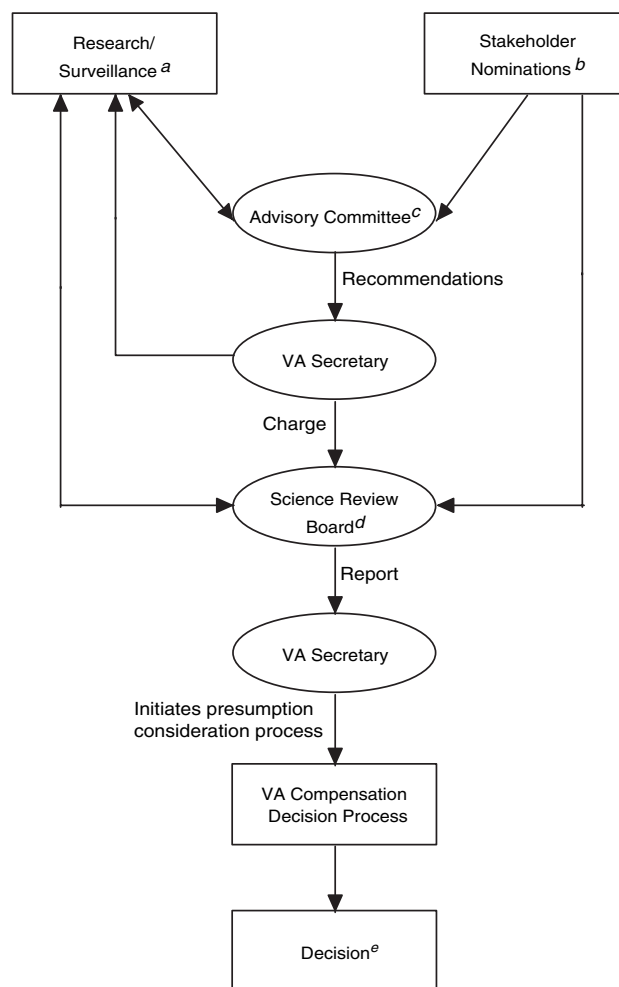 Research/
Surveillance a
Stakeholder
Nominations b
Advisory Committee c
Recommendations
VA Secretary
Charge
Science Review
Board d
Report
VA Secretary
Initiates presumption
consideration process
VA Compensation
Decision Process
Decision e